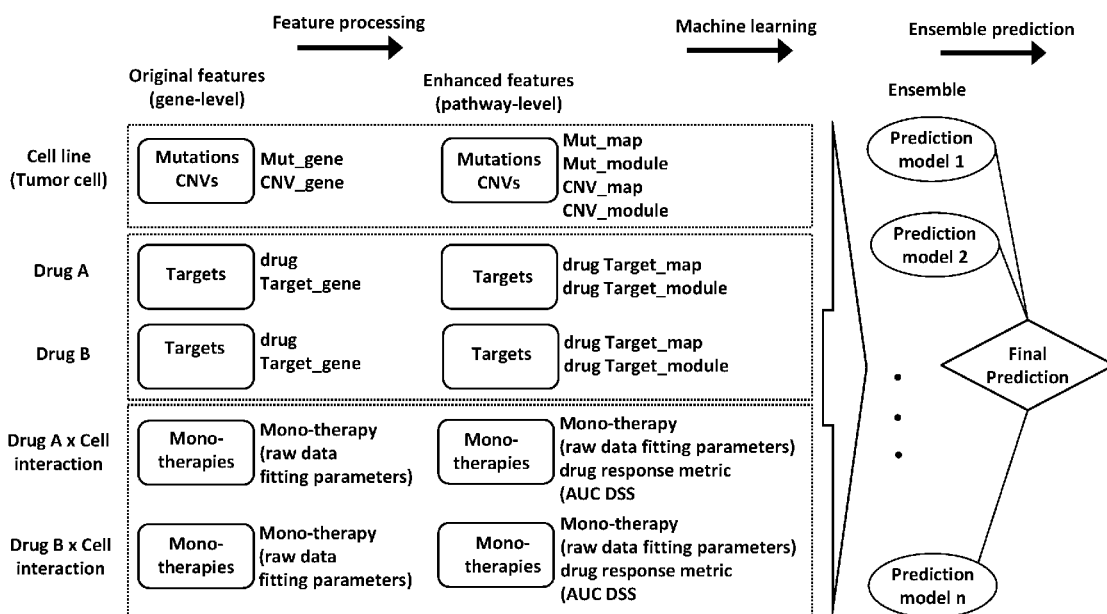 Feature processing
Machine learning
Ensemble prediction
Original features
(gene-level)
Enhanced features
(pathway-level)
Ensemble
Cell line
(Tumor cell)
Mutations
CNVs
Mut_gene
CNV_gene
Mutations
CNVs
Mut_map
Mut_module
CNV_map
CNV_module
Prediction
model 1
Drug A
Targets
drug
Target_gene
Targets
drug Target_map
drug Target_module
Prediction
model 2
Drug B
Targets
drug
Target_gene
Targets
drug Target_map
drug Target_module
Final
Prediction
Drug A x Cell
interaction
Mono-
therapies
Mono-therapy
(raw data
fitting parameters)
Mono-
therapies
Mono-therapy
(raw data fitting parameters)
drug response metric
(AUC DSS
Drug B x Cell
interaction
Mono-
therapies
Mono-therapy
(raw data
fitting parameters)
Mono-
therapies
Mono-therapy
(raw data fitting parameters)
drug response metric
(AUC DSS
Prediction
model n